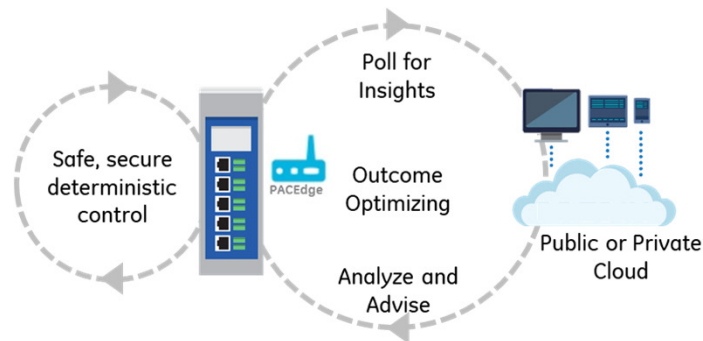 Poll for
Insights
Safe, secure
deterministic
control
PACEdge
Outcome
Optimizing
Public or Private
Cloud
Analyze and
Advise